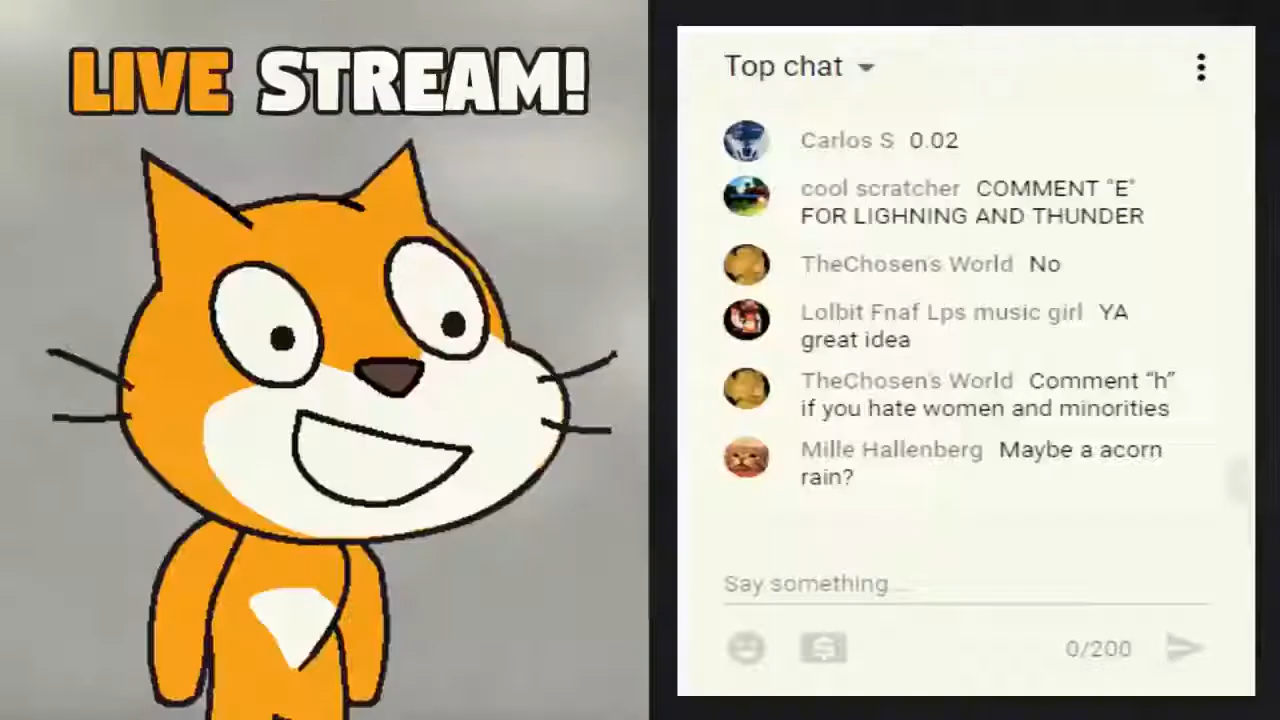 LIVE STREAM!
Top chat
Carlos S 0.02
cool scratcher COMMENT "E"
FOR LIGHNING AND THUNDER
TheChosen's World No
Lolbit Fnaf Lps music girl YA
great idea
TheChosen's World Comment "h"
if you hate women and minorities
Mille Hallenberg Maybe a acorn
rain?
Say something...
0/200